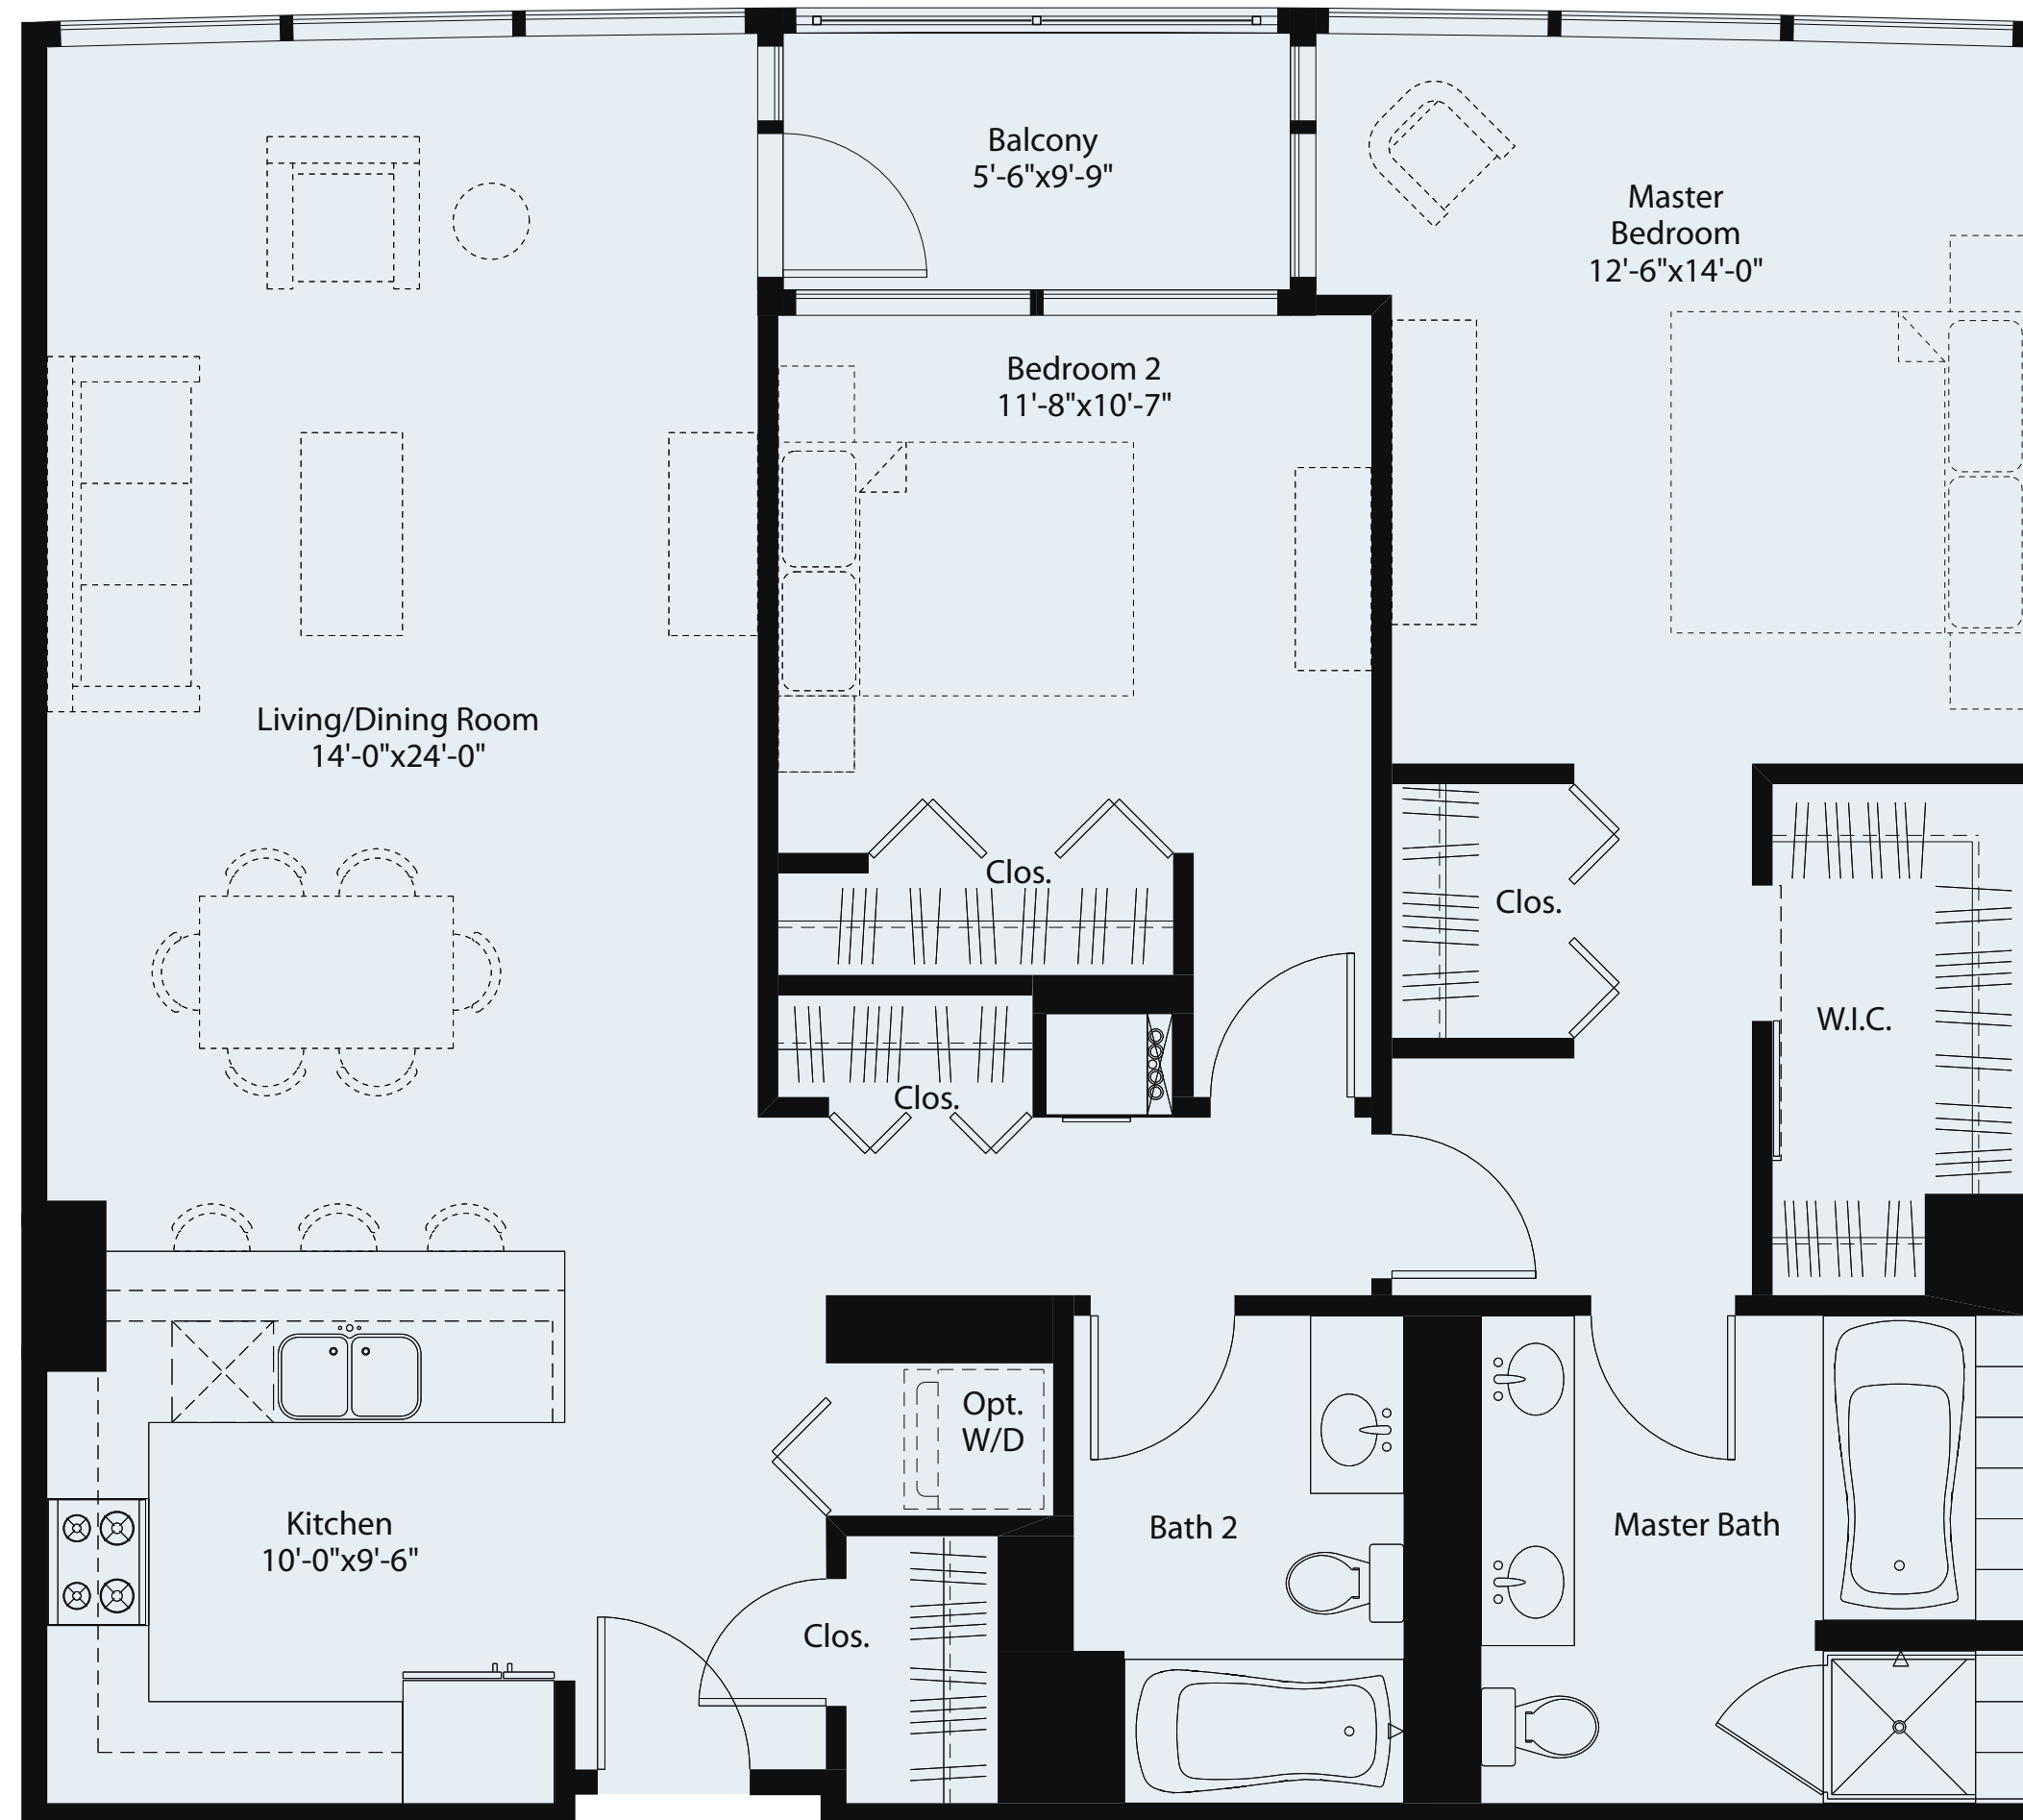 Balcony
5'-6"x9'-9"
Master
Bedroom
12'-6"x14'-0"
Bedroom 2
11'-8"x10'-7"
Living/Dining Room
14'-0"x24'-0"
Clos.
Clos.
W.I.C.
Clos.
Opt.
W/D
Kitchen
10'-0"x9'-6"
Bath 2
Master Bath
Clos.